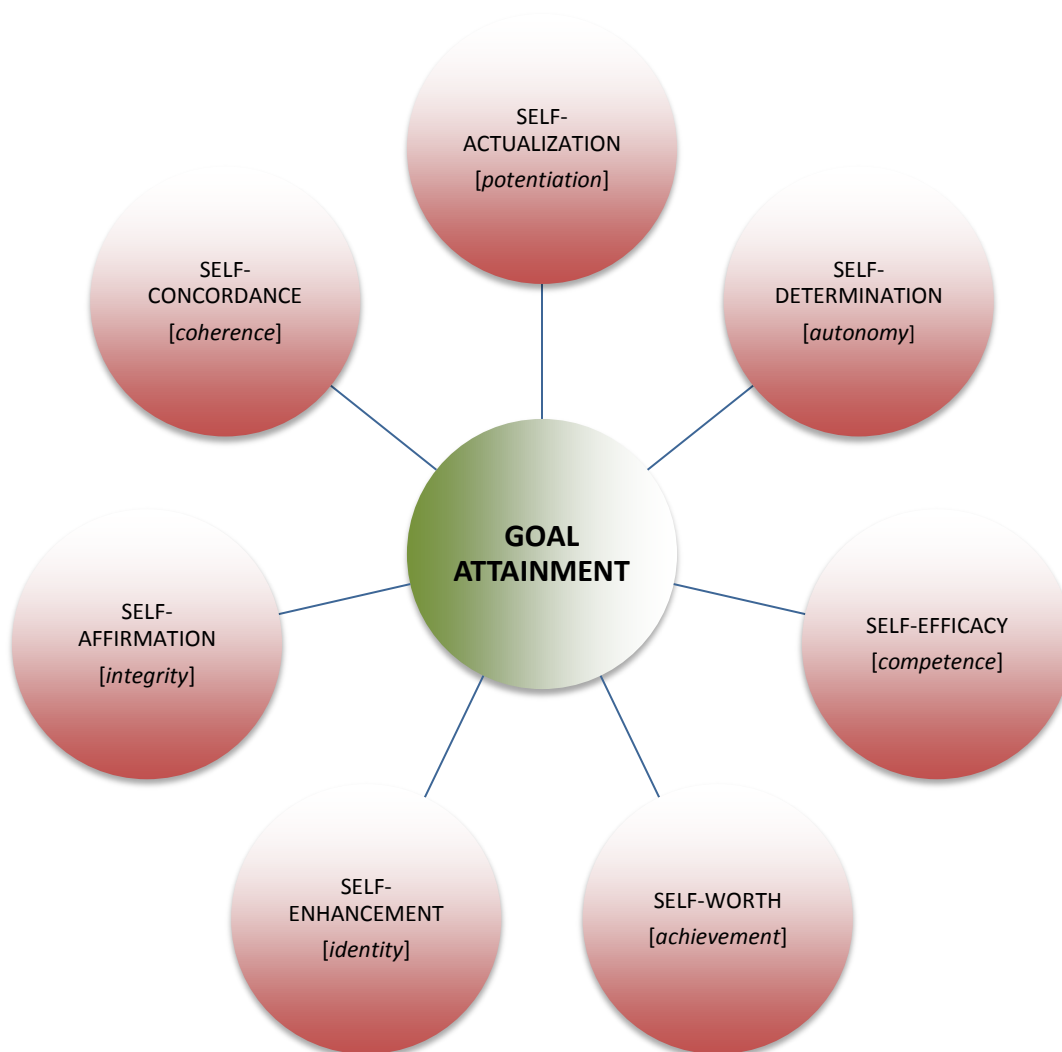 SELF-
ACTUALIZATION
[potentiation]
SELF-
CONCORDANCE
[coherence]
SELF-
DETERMINATION
[autonomy]
GOAL
ATTAINMENT
SELF-
AFFIRMATION
[integrity]
SELF-EFFICACY
[competence]
SELF-
ENHANCEMENT
[identity]
SELF-WORTH
[achievement]